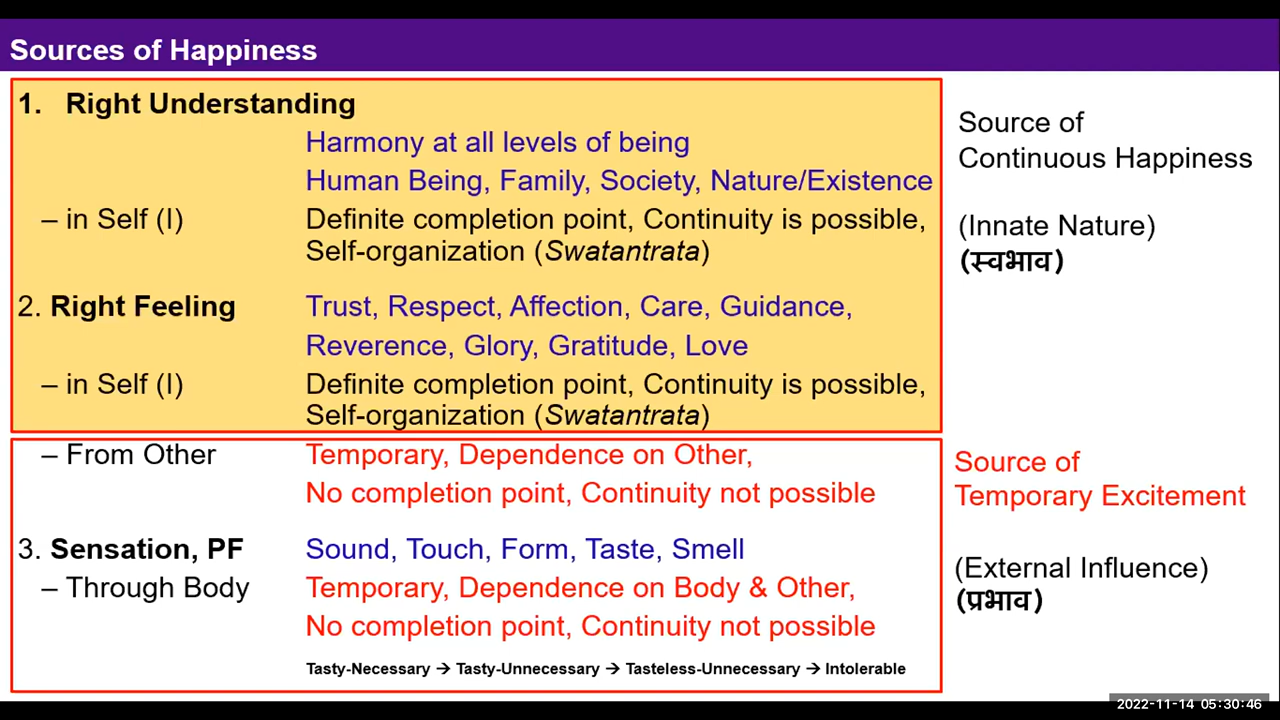 Sources of Happiness
1. Right Understanding
Harmony at all levels of being
Human Being, Family, Society, Nature/Existence
– in Self (I) Definite completion point, Continuity is possible,
Self-organization (Swatantrata)
2. Right Feeling Trust, Respect, Affection, Care, Guidance,
Reverence, Glory, Gratitude, Love
– in Self (I) Definite completion point, Continuity is possible,
Self-organization (Swatantrata)
Source of
Continuous Happiness
(Innate Nature)
(स्वभाव)
– From Other Temporary, Dependence on Other,
No completion point, Continuity not possible
3. Sensation, PF Sound, Touch, Form, Taste, Smell
– Through Body Temporary, Dependence on Body & Other,
No completion point, Continuity not possible
Tasty-Necessary → Tasty-Unnecessary → Tasteless-Unnecessary → Intolerable
Source of
Temporary Excitement
(External Influence)
(प्रभाव)
2022-11-14 05:30:46